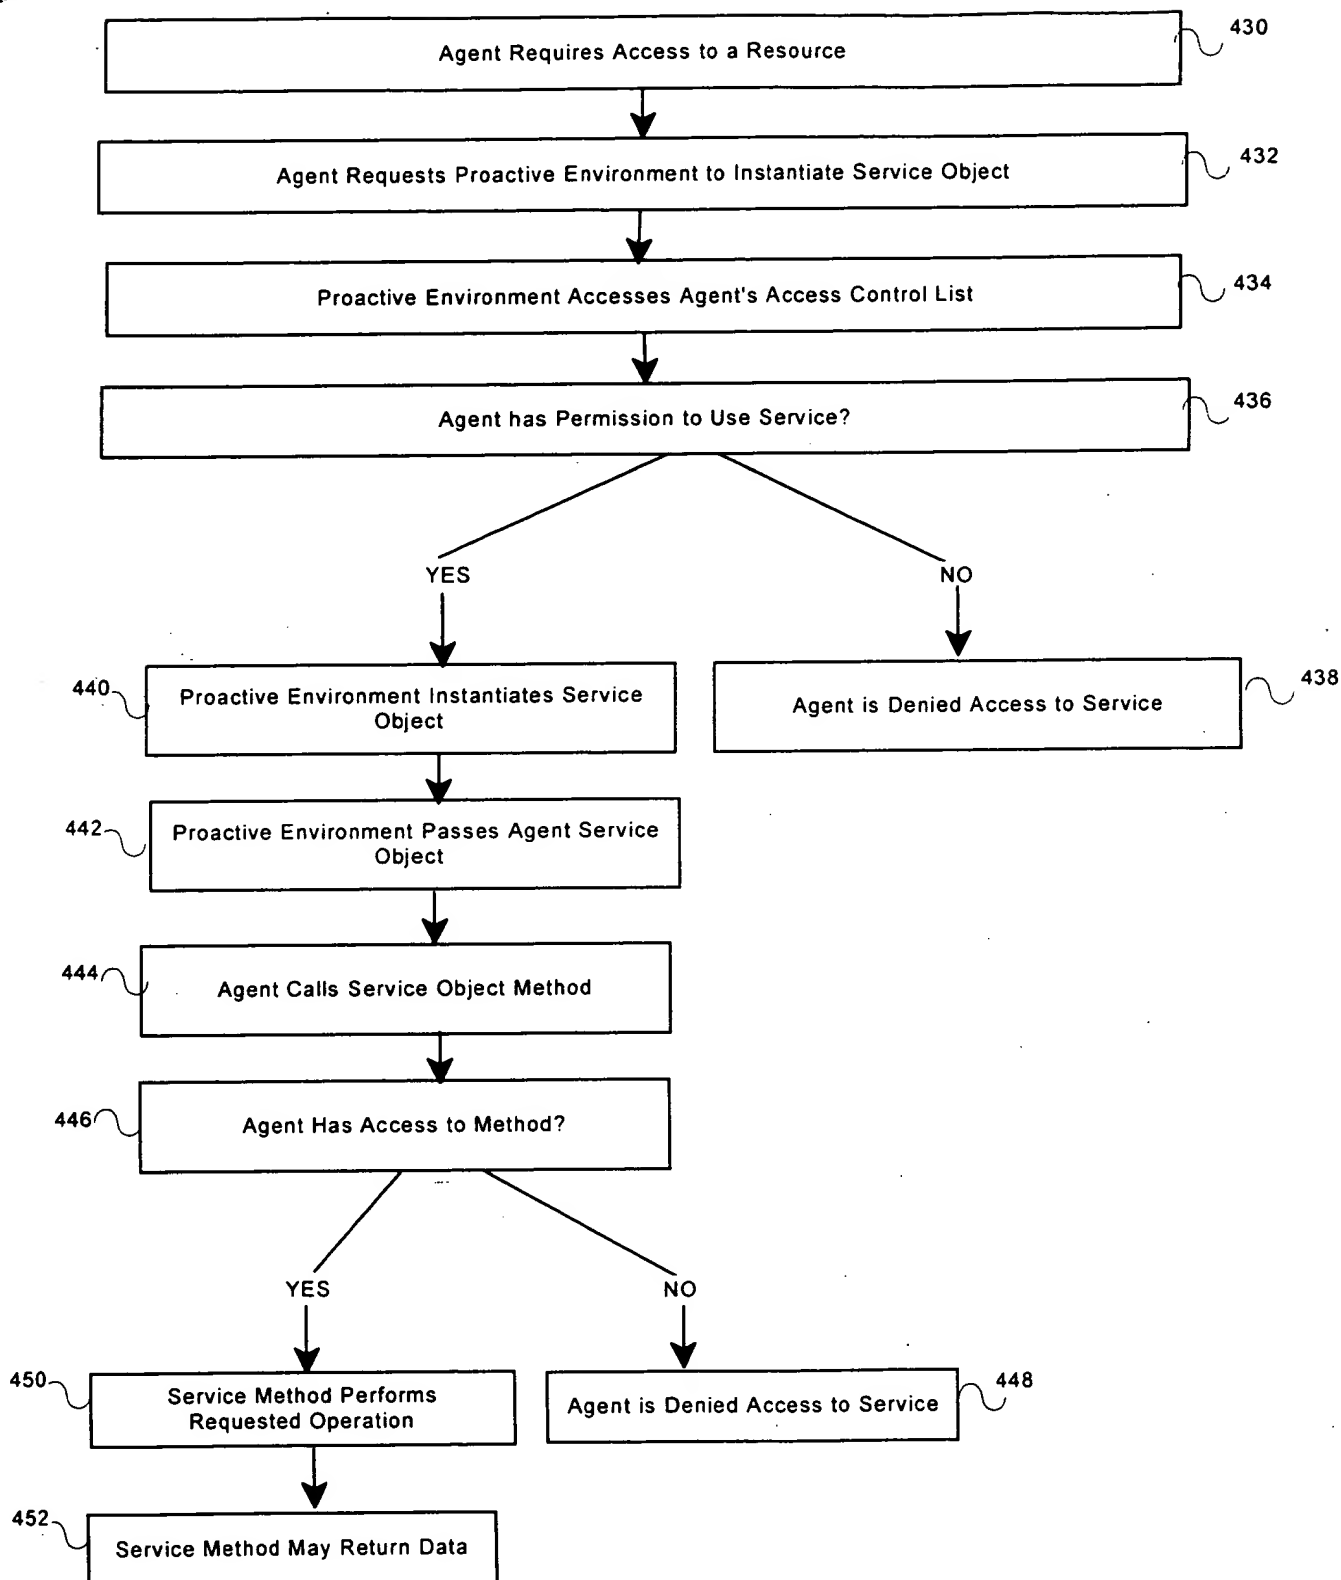 Agent Requires Access to a Resource
430
Agent Requests Proactive Environment to Instantiate Service Object
432
Proactive Environment Accesses Agent's Access Control List
434
Agent has Permission to Use Service?
436
YES
NO
440
Proactive Environment Instantiates Service
Object
Agent is Denied Access to Service
438
442
Proactive Environment Passes Agent Service
Object
444
Agent Calls Service Object Method
446
Agent Has Access to Method?
YES
NO
450
Service Method Performs
Requested Operation
Agent is Denied Access to Service
448
452
Service Method May Return Data